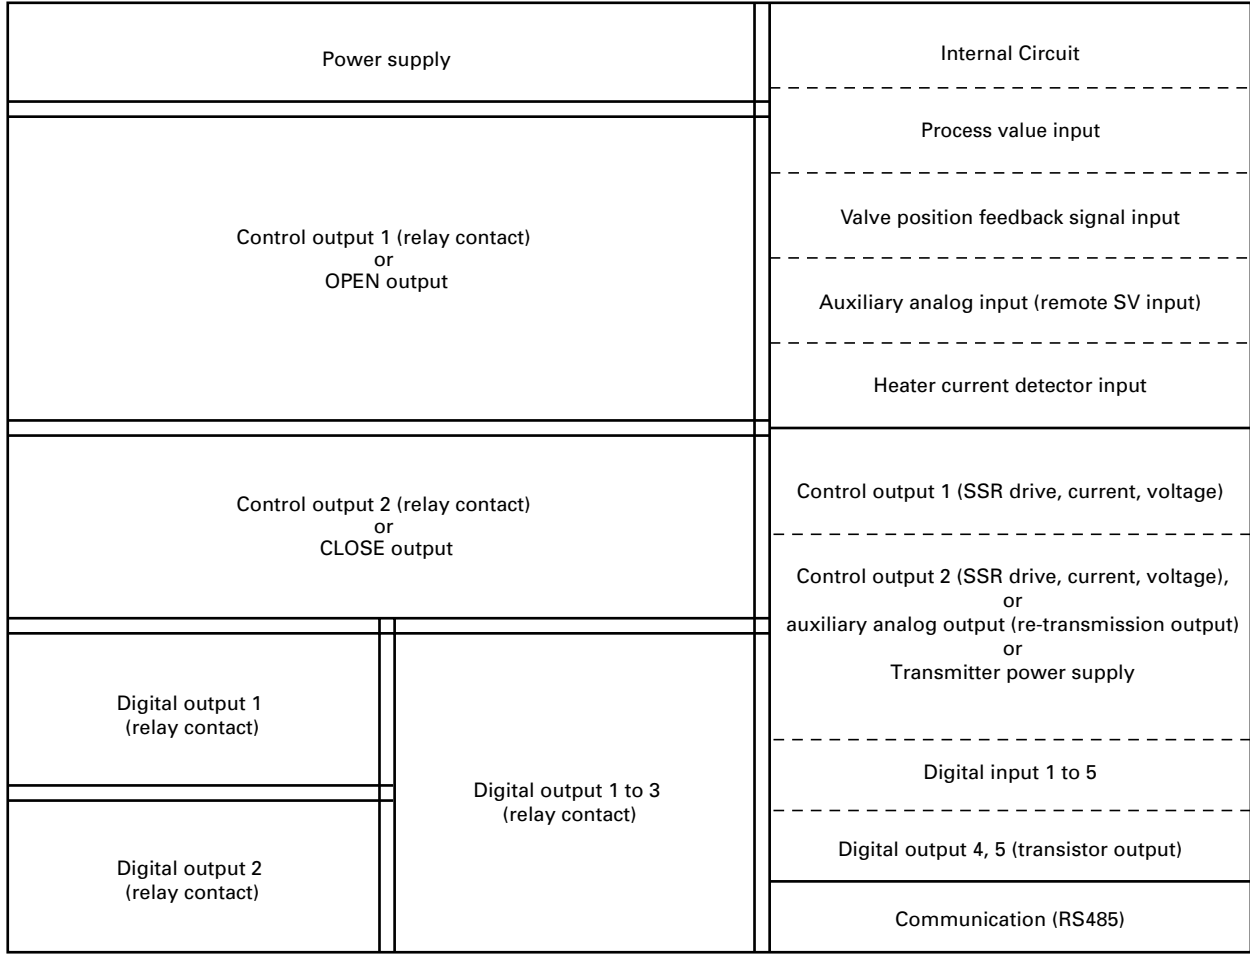 Power supply
Control output 1 (relay contact)
or
OPEN output
Control output 2 (relay contact)
or
CLOSE output
Digital output 1
(relay contact)
Digital output 2
(relay contact)
Digital output 1 to 3
(relay contact)
Internal Circuit
Process value input
Valve position feedback signal input
Auxiliary analog input (remote SV input)
Heater current detector input
Control output 1 (SSR drive, current, voltage)
Control output 2 (SSR drive, current, voltage),
or
auxiliary analog output (re-transmission output)
or
Transmitter power supply
Digital input 1 to 5
Digital output 4, 5 (transistor output)
Communication (RS485)